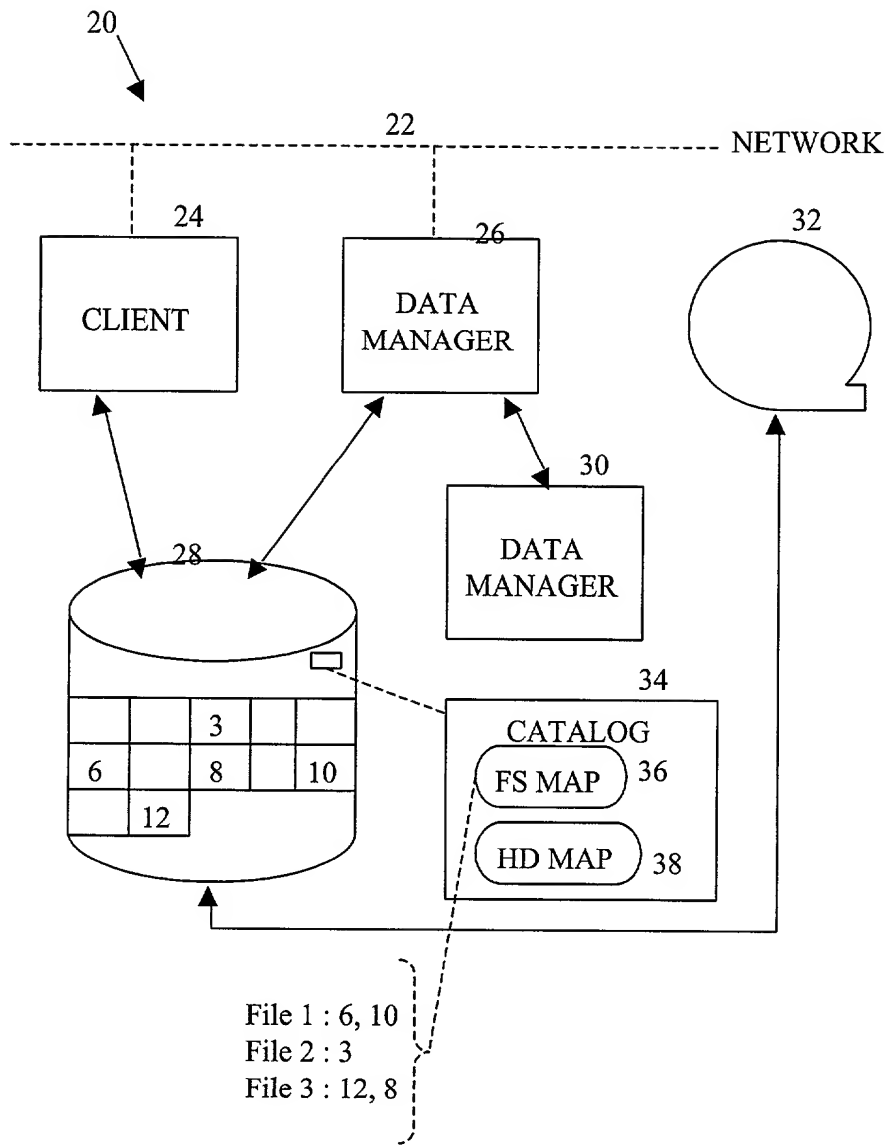 20
22
NETWORK
24
26
32
CLIENT
DATA
MANAGER
30
28
DATA
MANAGER
34
3
CATALOG
6
8
10
FS MAP
36
12
HD MAP
38
File 1 : 6, 10
File 2 : 3
File 3 : 12, 8